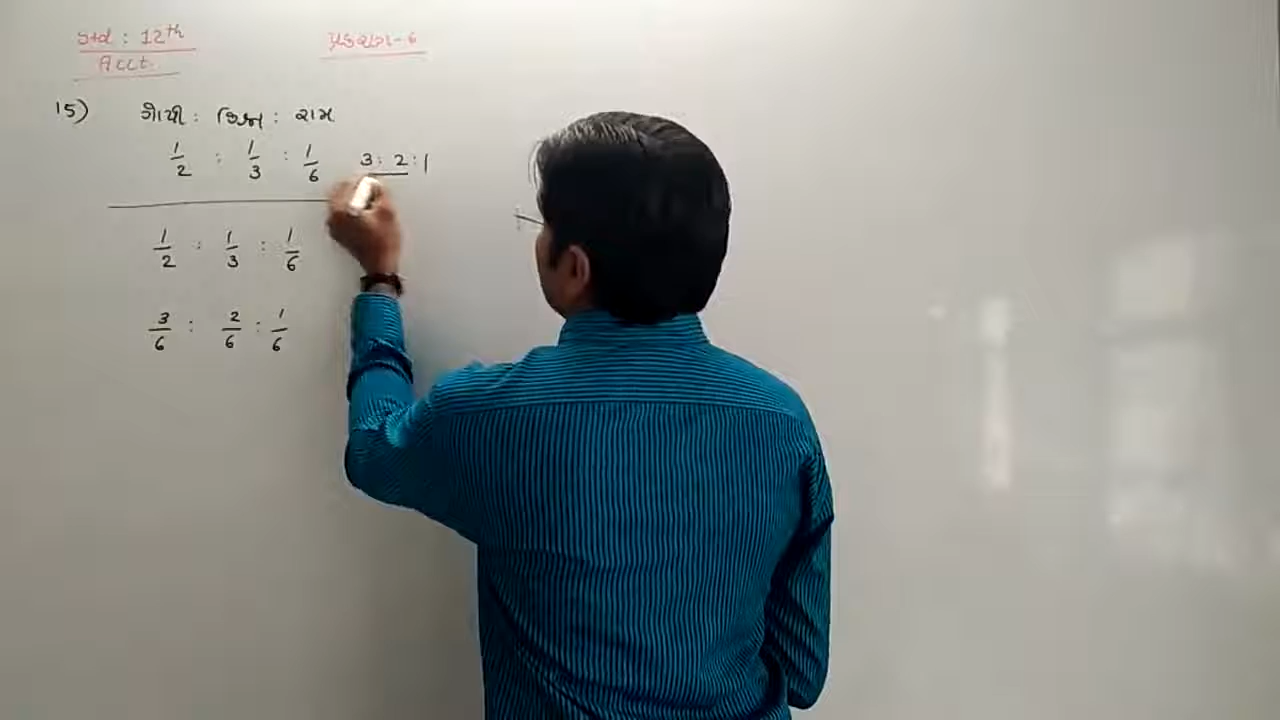 Std : 12th
Acct.
પ્રકરણ-6
15) ગોપી : ક્રિષ્ના : રામ
1/2 : 1/3 : 1/6 3 : 2 : 1
1/2 : 1/3 : 1/6
3/6 : 2/6 : 1/6